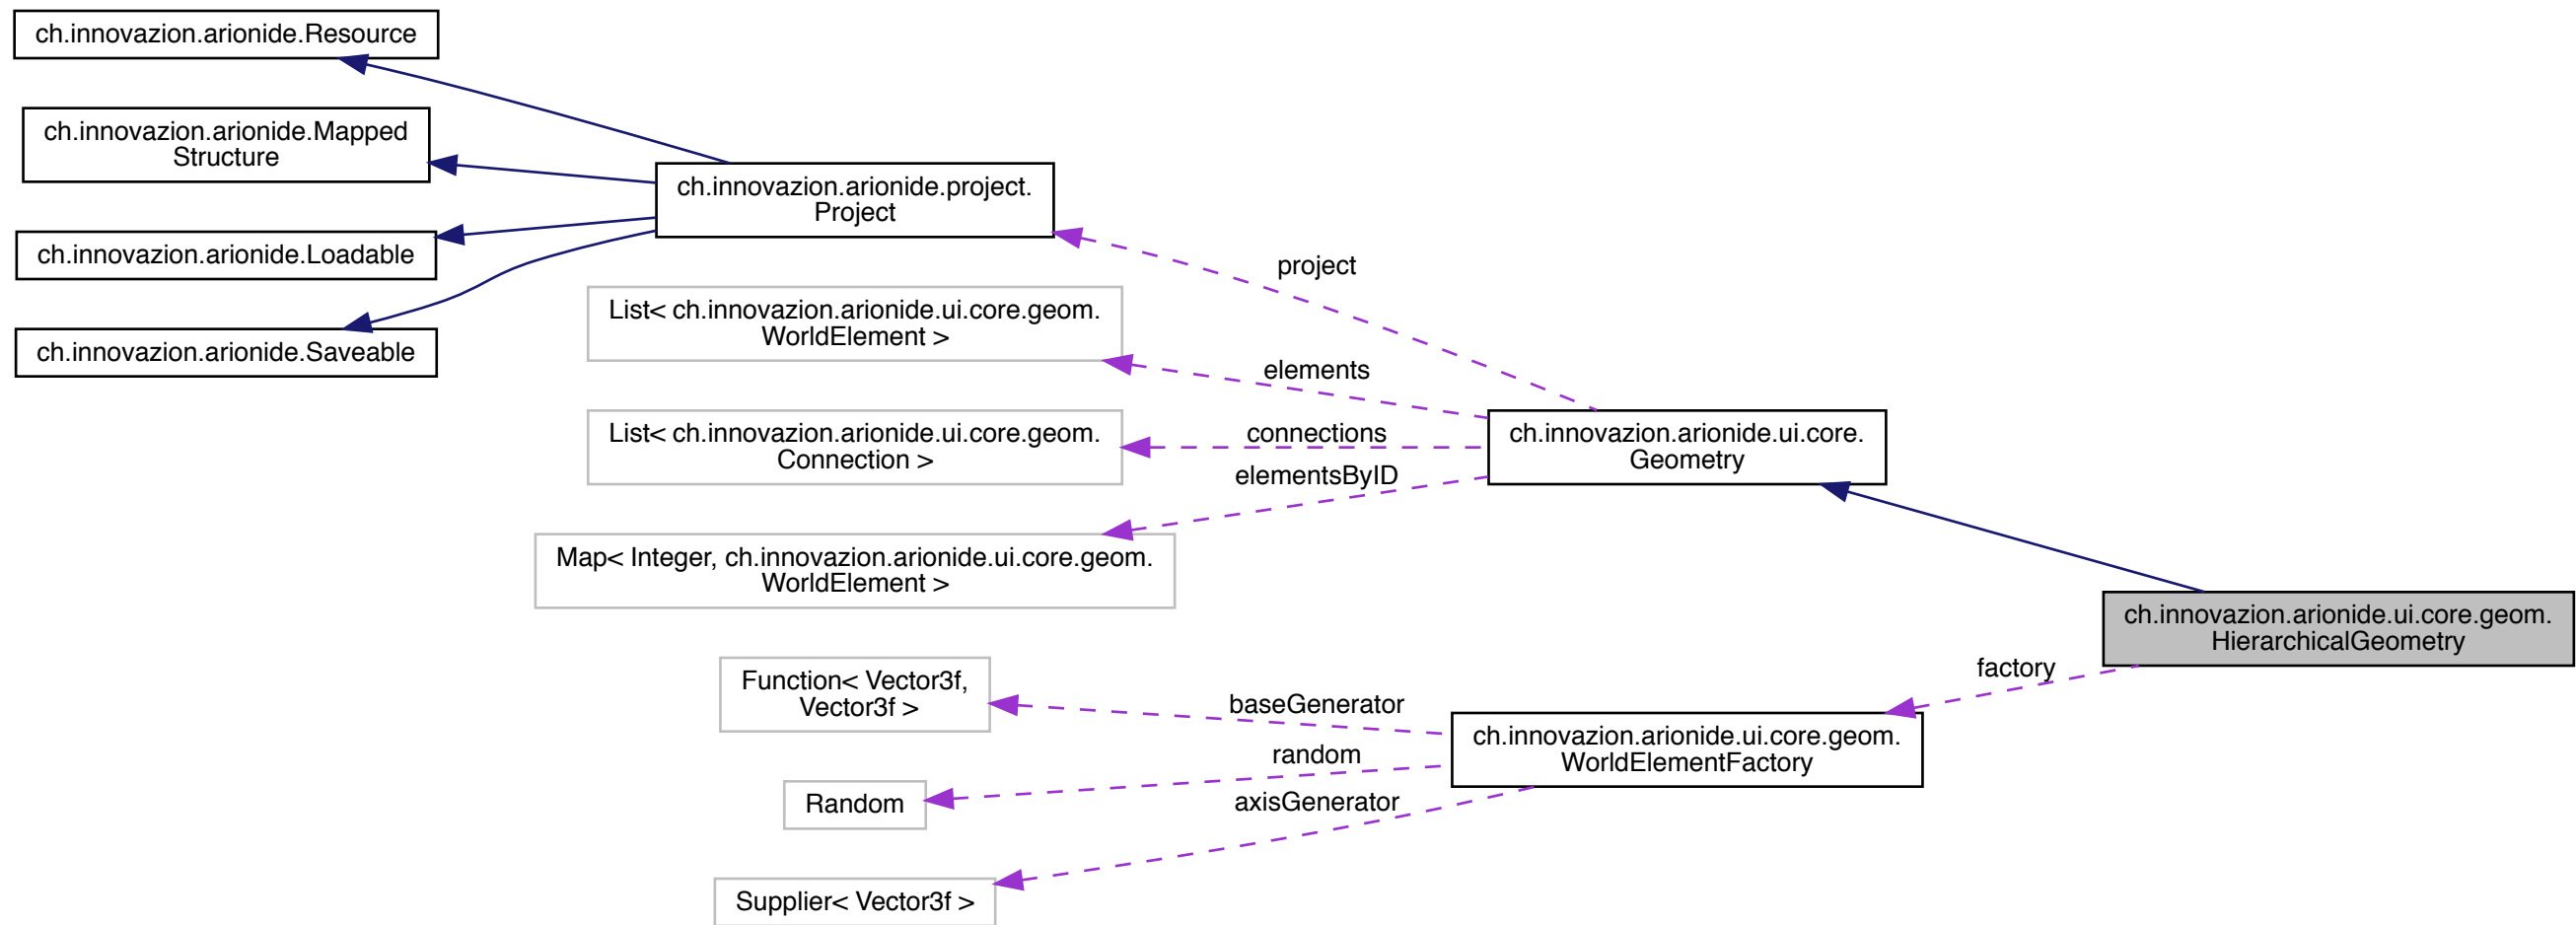 ch.innovazion.arionide.Resource
ch.innovazion.arionide.Mapped
Structure
ch.innovazion.arionide.Loadable
ch.innovazion.arionide.Saveable
ch.innovazion.arionide.project.
Project
List< ch.innovazion.arionide.ui.core.geom.
WorldElement >
List< ch.innovazion.arionide.ui.core.geom.
Connection >
Map< Integer, ch.innovazion.arionide.ui.core.geom.
WorldElement >
Function< Vector3f,
Vector3f >
Random
Supplier< Vector3f >
project
elements
connections
elementsByID
baseGenerator
random
axisGenerator
ch.innovazion.arionide.ui.core.
Geometry
ch.innovazion.arionide.ui.core.geom.
WorldElementFactory
factory
ch.innovazion.arionide.ui.core.geom.
HierarchicalGeometry